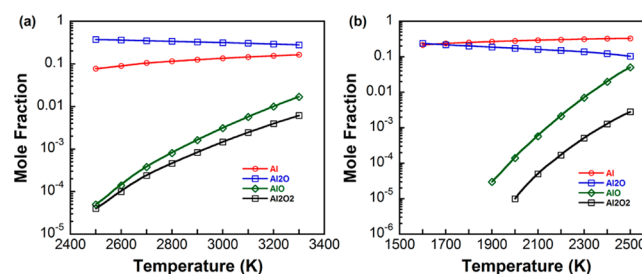 (a)
1
0.1
0.01
10-3
10-4
10-5
Mole Fraction
Al
Al2O
AlO
Al2O2
2400 2600 2800 3000 3200 3400
Temperature (K)
(b)
1
0.1
0.01
10-3
10-4
10-5
10-6
Mole Fraction
Al
Al2O
AlO
Al2O2
1500 1700 1900 2100 2300 2500
Temperature (K)